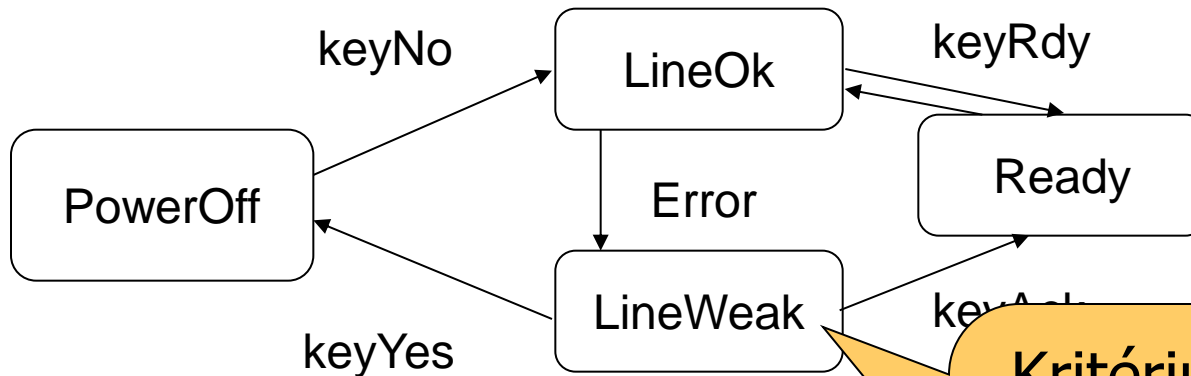 keyNo
LineOk
keyRdy
PowerOff
Error
Ready
LineWeak
keyYes